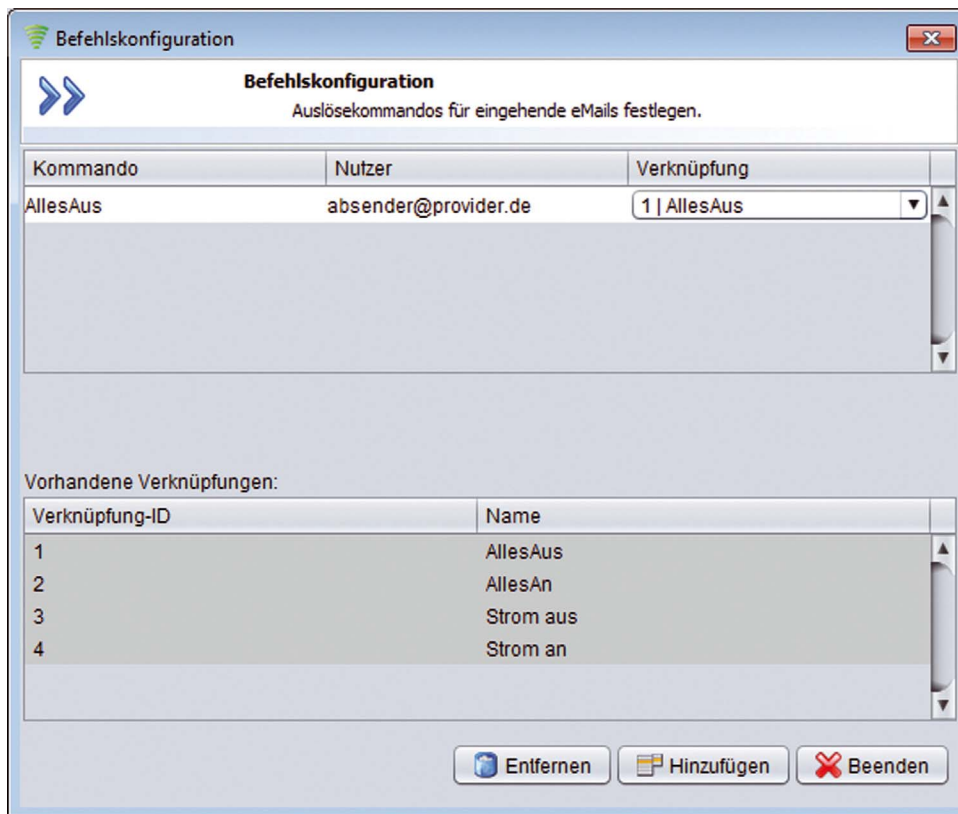 Befehlskonfiguration
Befehlskonfiguration
Auslösekommandos für eingehende eMails festlegen.
Kommando Nutzer Verknüpfung
AllesAus absender@provider.de 1 | AllesAus
Vorhandene Verknüpfungen:
Verknüpfung-ID Name
1 AllesAus
2 AllesAn
3 Strom aus
4 Strom an
Entfernen Hinzufügen Beenden